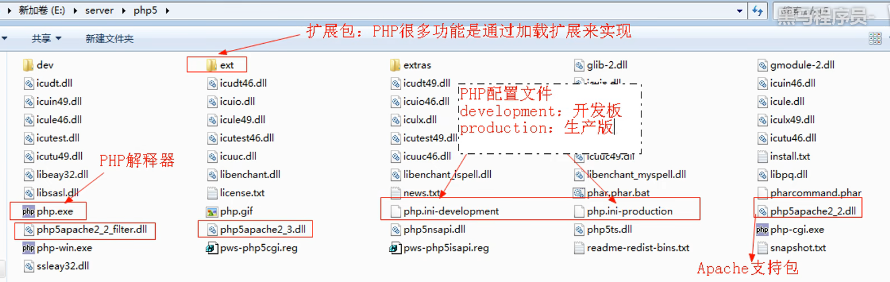 新加卷 (E:) ▸ server ▸ php5 ▸
黑马程序员
扩展包：PHP很多功能是通过加载扩展来实现
共享 新建文件夹
dev ext extras glib-2.dll gmodule-2.dll
icudt.dll icudt46.dll icudt49.dll icuin46.dll
icuin49.dll icuio.dll icule.dll
icule46.dll icule49.dll iculx.dll iculx49.dll
icutest.dll icutest46.dll icutest49.dll icutu46.dll
icutu49.dll icuuc.dll icuuc46.dll icuuc49.dll install.txt
PHP配置文件
development：开发板
production：生产版
PHP解释器
libeay32.dll libenchant.dll libenchant_ispell.dll libenchant_myspell.dll libpq.dll
libsasl.dll license.txt news.txt phar.phar.bat pharcommand.phar
php.exe php.gif php.ini-development php.ini-production php5apache2_2.dll
php5apache2_2_filter.dll php5apache2_3.dll php5nsapi.dll php5ts.dll php-cgi.exe
php-win.exe pws-php5cgi.reg pws-php5isapi.reg readme-redist-bins.txt snapshot.txt
ssleay32.dll
Apache支持包